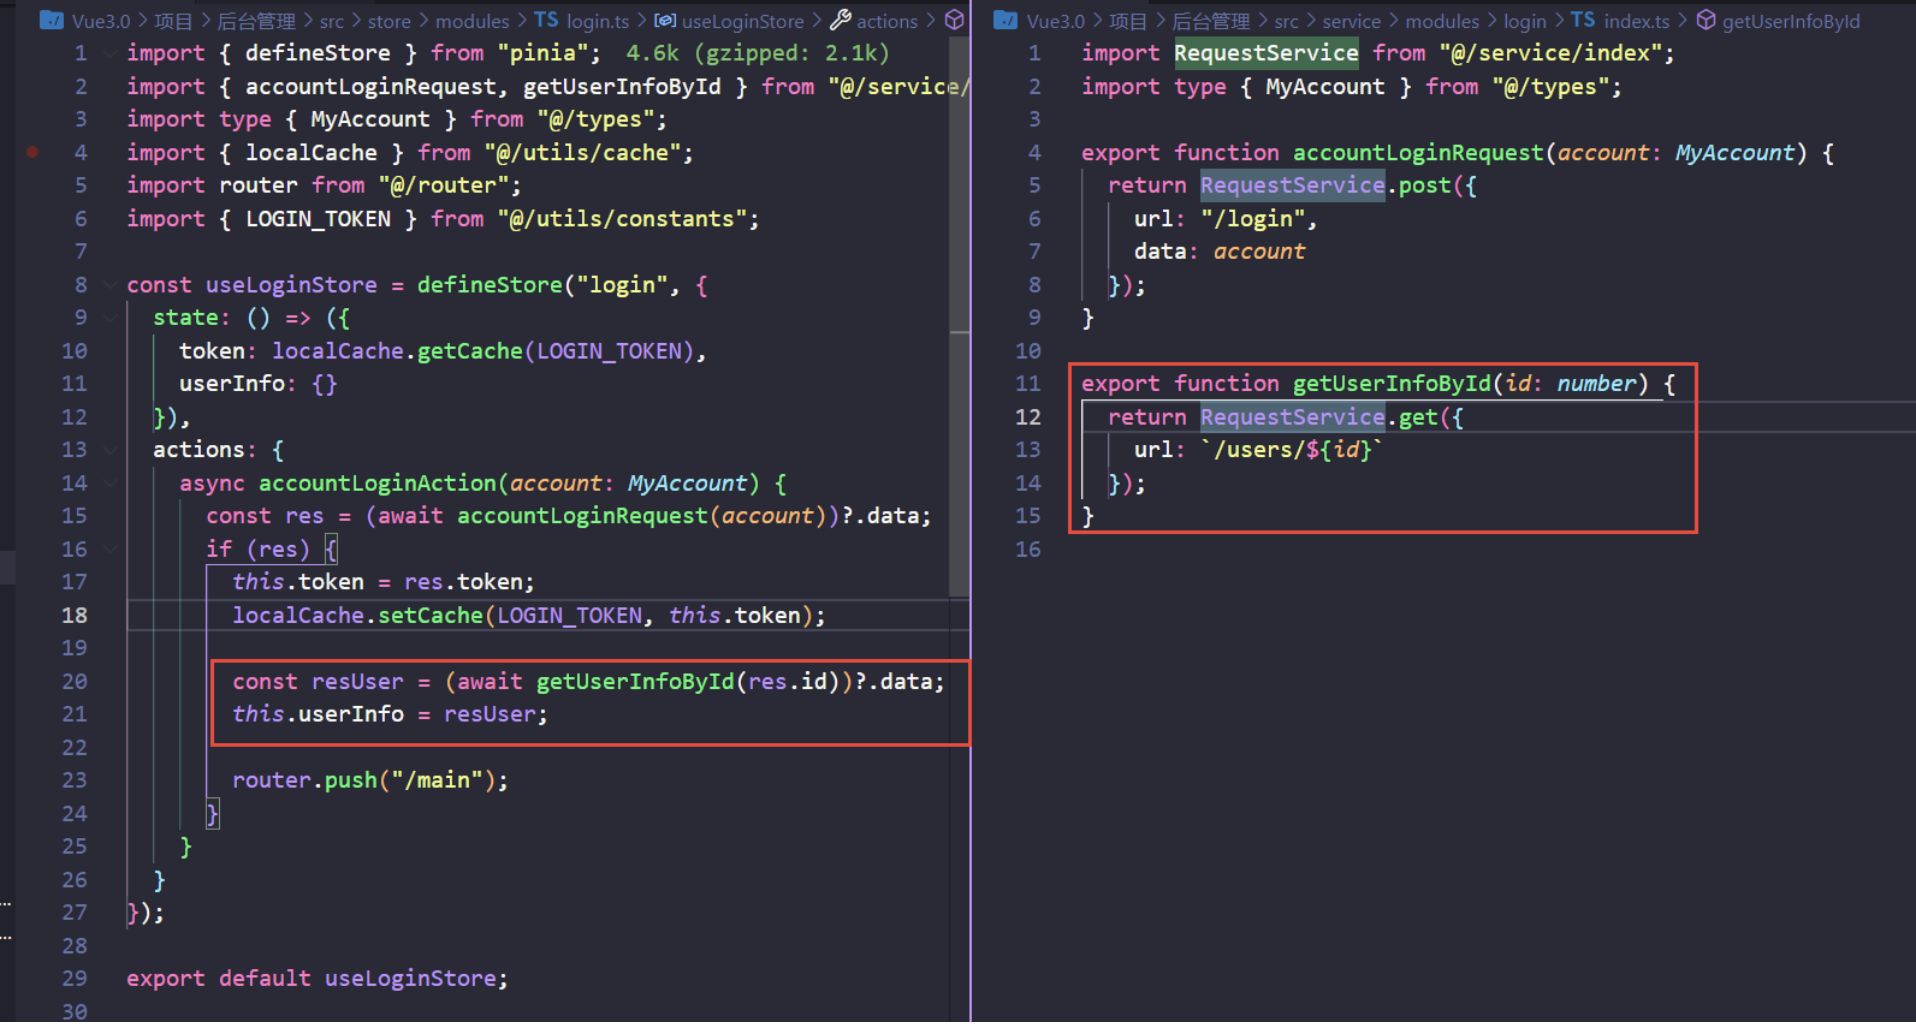 Vue3.0 > 项目 > 后台管理 > src > store > modules > TS login.ts > useLoginStore > actions >
1 import { defineStore } from "pinia"; 4.6k (gzipped: 2.1k)
2 import { accountLoginRequest, getUserInfoById } from "@/service/
3 import type { MyAccount } from "@/types";
4 import { localCache } from "@/utils/cache";
5 import router from "@/router";
6 import { LOGIN_TOKEN } from "@/utils/constants";
7
8 const useLoginStore = defineStore("login", {
9 state: () => ({
10 token: localCache.getCache(LOGIN_TOKEN),
11 userInfo: {}
12 }),
13 actions: {
14 async accountLoginAction(account: MyAccount) {
15 const res = (await accountLoginRequest(account))?.data;
16 if (res) {
17 this.token = res.token;
18 localCache.setCache(LOGIN_TOKEN, this.token);
19
20 const resUser = (await getUserInfoById(res.id))?.data;
21 this.userInfo = resUser;
22
23 router.push("/main");
24 }
25 }
26 }
27 });
28
29 export default useLoginStore;
30
Vue3.0 > 项目 > 后台管理 > src > service > modules > login > TS index.ts > getUserInfoById
1 import RequestService from "@/service/index";
2 import type { MyAccount } from "@/types";
3
4 export function accountLoginRequest(account: MyAccount) {
5 return RequestService.post({
6 url: "/login",
7 data: account
8 });
9 }
10
11 export function getUserInfoById(id: number) {
12 return RequestService.get({
13 url: `/users/${id}`
14 });
15 }
16